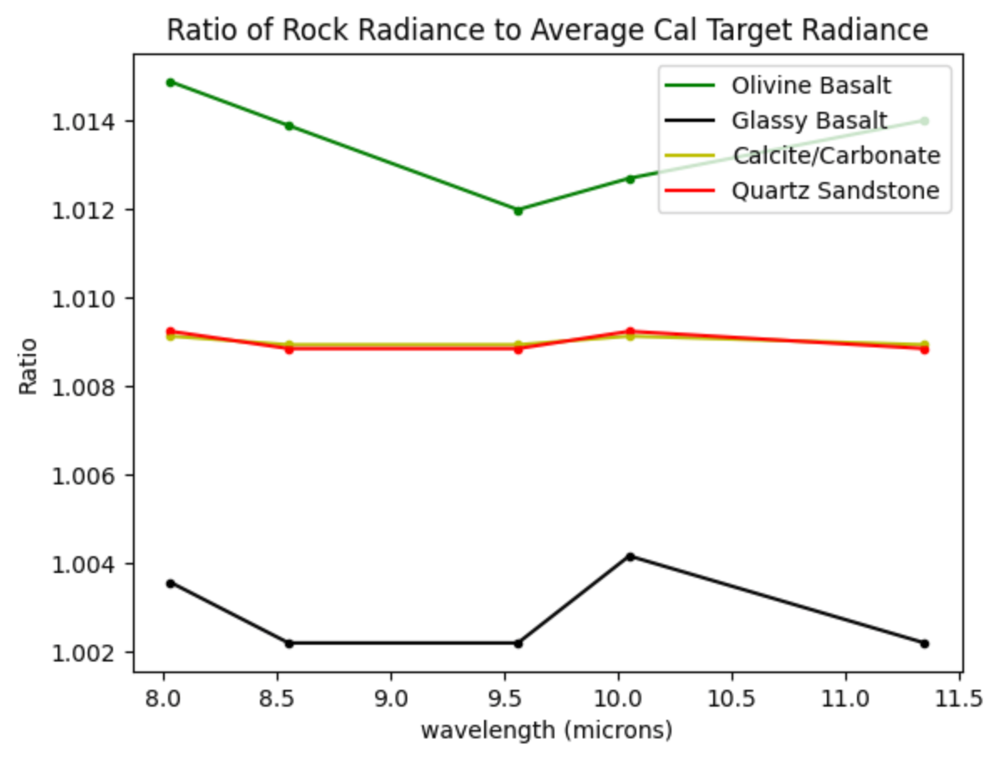 Ratio of Rock Radiance to Average Cal Target Radiance
Olivine Basalt
Glassy Basalt
Calcite/Carbonate
Quartz Sandstone
1.014
1.012
1.010
1.008
1.006
1.004
1.002
Ratio
8.0 8.5 9.0 9.5 10.0 10.5 11.0 11.5
wavelength (microns)